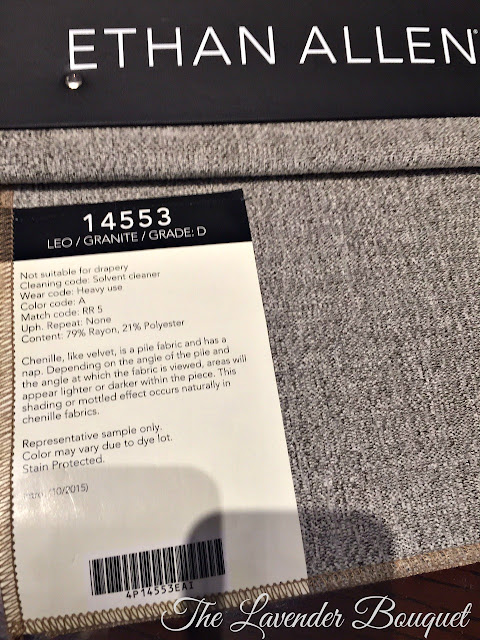 ETHAN ALLEN®
14553
LEO / GRANITE / GRADE: D
Not suitable for drapery
Cleaning code: Solvent cleaner
Wear code: Heavy use
Color code: A
Match code: RR 5
Uph. Repeat: None
Content: 79% Rayon, 21% Polyester
Chenille, like velvet, is a pile fabric and has a
nap. Depending on the angle of the pile and
the angle at which the fabric is viewed, areas will
appear lighter or darker within the piece. This
shading or mottled effect occurs naturally in
chenille fabrics.
Representative sample only.
Color may vary due to dye lot.
Stain Protected.
(10/2015)
4P14553EA1
The Lavender Bouquet